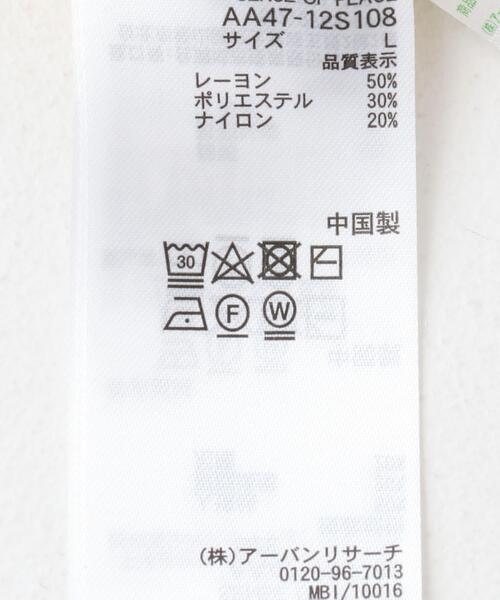 AA47-12S108
サイズ L
品質表示
レーヨン 50%
ポリエステル 30%
ナイロン 20%
中国製
30
F W
(株)アーバンリサーチ
0120-96-7013
MBI/10016